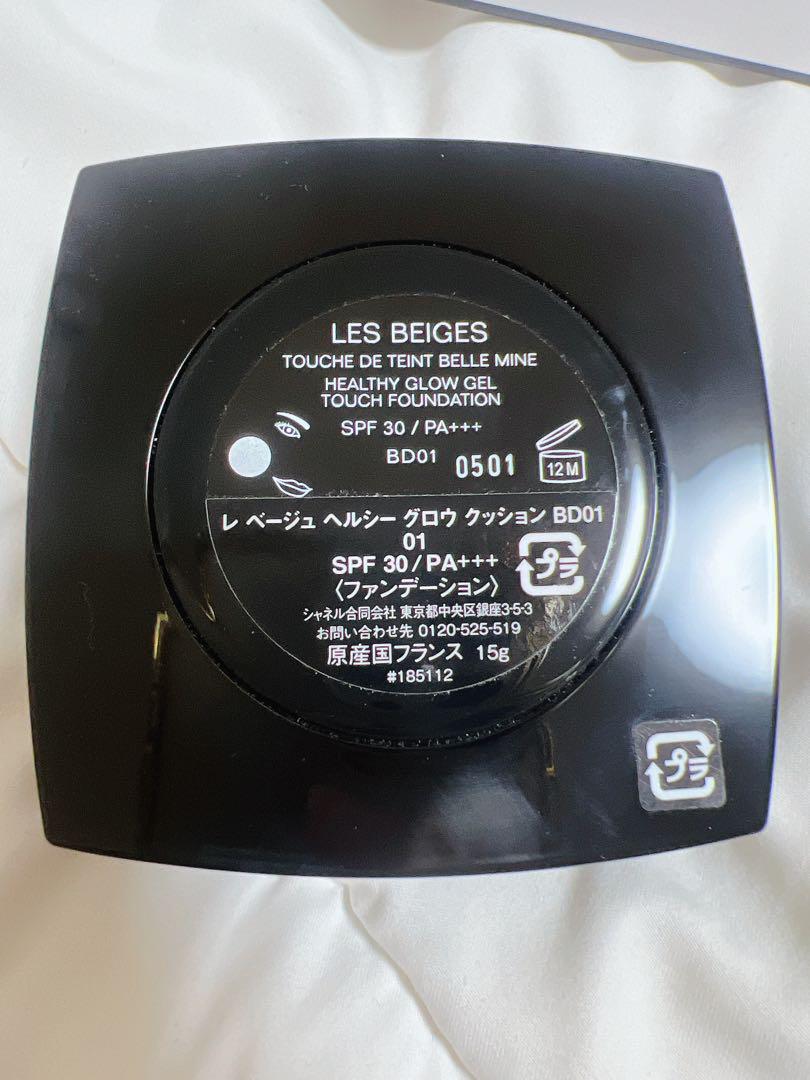 LES BEIGES
TOUCHE DE TEINT BELLE MINE
HEALTHY GLOW GEL
TOUCH FOUNDATION
SPF 30 / PA+++
BD01 0501
12 M
レ ベージュ ヘルシー グロウ クッション BD01
01
SPF 30/PA+++
プラ
〈ファンデーション〉
シャネル合同会社 東京都中央区銀座3-5-3
お問い合わせ先 0120-525-519
原産国フランス 15g
#185112
プラ